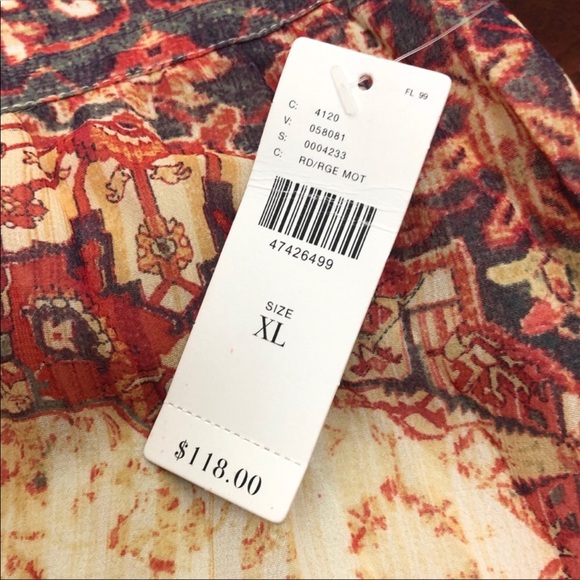 FL 99
C: 4120
V: 058081
S: 0004233
C: RD/RGE MOT
47426499
SIZE
XL
$118.00